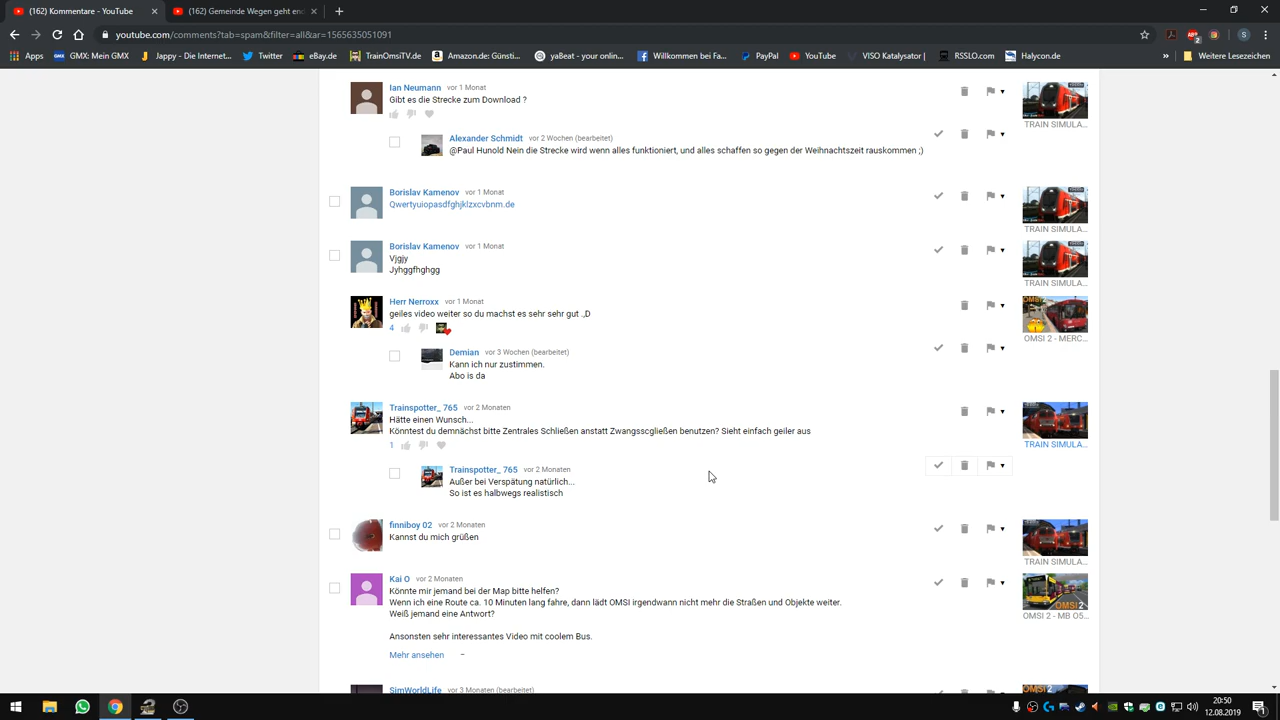 (162) Kommentare - YouTube
(162) Gemeinde Wegen geht en
youtube.com/comments?tab=spam&filter=all&ar=1565635051091
Apps
GMX: Mein GMX
Jappy - Die Internet...
Twitter
eBay.de
TrainOmsiTV.de
Amazon.de: Günstig...
yaBeat - your onlin...
Willkommen bei Fa...
PayPal
YouTube
VISO Analysator (
RSSLO.com
Halycon.de
Weitere Lesezeichen
Ian Neumann vor 1 Monat
Gibt es die Strecke zum Download ?
TRAIN SIMULA...
Alexander Schmidt vor 2 Wochen (bearbeitet)
@Paul Hunold Nein die Strecke wird wenn alles funktioniert, und alles schaffen so gegen der Weihnachtszeit rauskommen ;)
Borislav Kamenov vor 1 Monat
Qwertyuiopasdfghjklzxcvbnm.de
TRAIN SIMULA...
Borislav Kamenov vor 1 Monat
Vjgjy
Jyhggfhghgg
TRAIN SIMULA...
Herr Nerroxx vor 1 Monat
geiles video weiter so du machst es sehr sehr gut .,D
4
OMSI 2 - MERC...
Demian vor 3 Wochen (bearbeitet)
Kann ich nur zustimmen.
Abo is da
Trainspotter_ 765 vor 2 Monaten
Hätte einen Wunsch...
Könntest du demnächst bitte Zentrales Schließen anstatt Zwangsscgließen benutzen? Sieht einfach geiler aus
1
TRAIN SIMULA...
Trainspotter_ 765 vor 2 Monaten
Außer bei Verspätung natürlich...
So ist es halbwegs realistisch
finniboy 02 vor 2 Monaten
Kannst du mich grüßen
TRAIN SIMULA...
Kai O vor 2 Monaten
Könnte mir jemand bei der Map bitte helfen?
Wenn ich eine Route ca. 10 Minuten lang fahre, dann lädt OMSI irgendwann nicht mehr die Straßen und Objekte weiter.
Weiß jemand eine Antwort?
Ansonsten sehr interessantes Video mit coolem Bus.
Mehr ansehen
OMSI 2
OMSI 2 - MB O5...
SimWorldLife vor 3 Monaten (bearbeitet)
20:50
12.08.2019